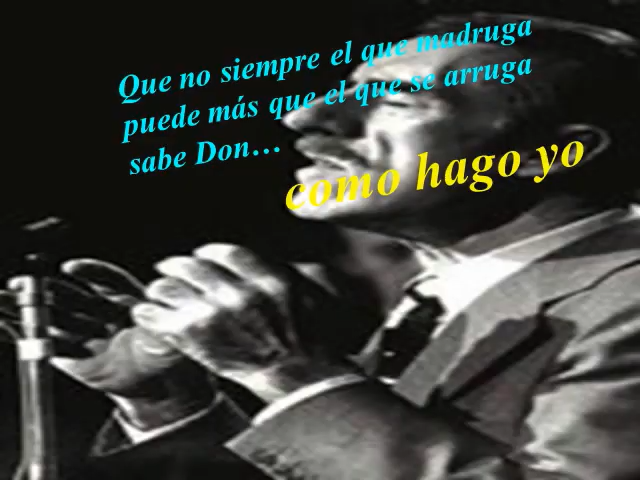 Que no siempre el que madruga
puede más que el que se arruga
sabe Don...
como hago yo